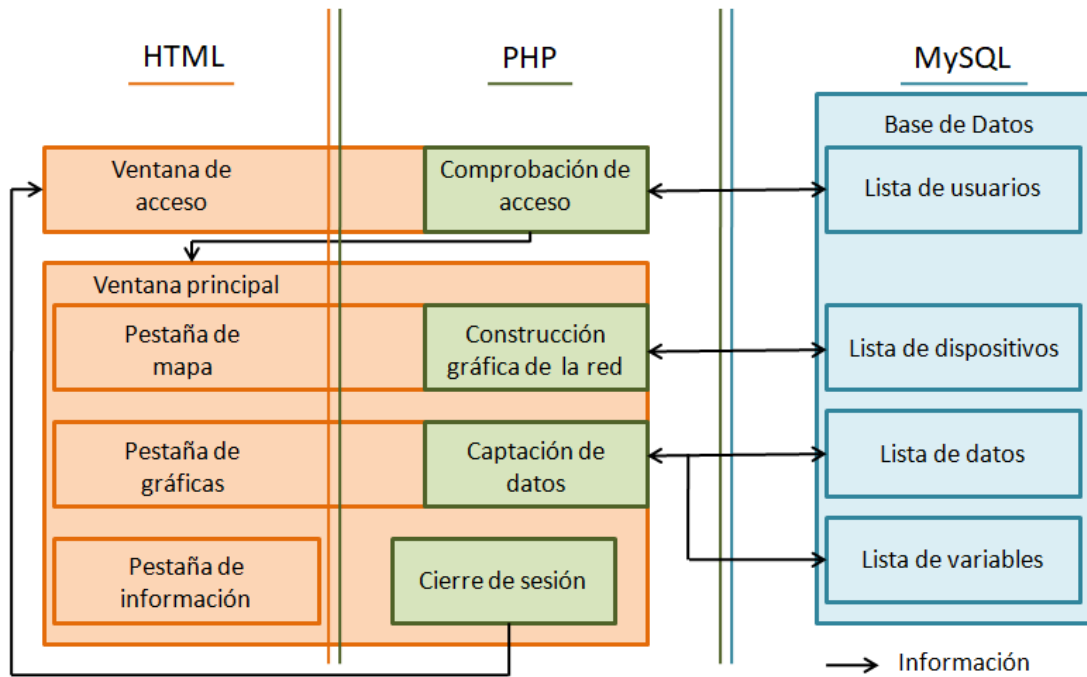 HTML
PHP
MySQL
Base de Datos
Ventana de
acceso
Comprobación de
acceso
Lista de usuarios
Ventana principal
Pestaña de
mapa
Construcción
gráfica de la red
Lista de dispositivos
Pestaña de
gráficas
Captación de
datos
Lista de datos
Pestaña de
información
Cierre de sesión
Lista de variables
Información